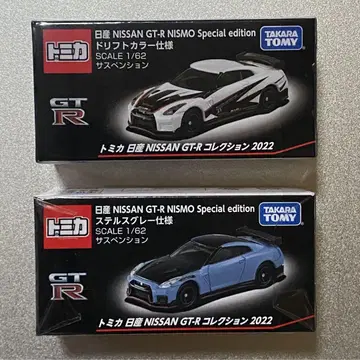 トミカ
日産 NISSAN GT-R NISMO Special edition
ドリフトカラー仕様
SCALE 1/62
サスペンション
TAKARA
TOMY
GT
R
トミカ 日産 NISSAN GT-R コレクション 2022
トミカ
日産 NISSAN GT-R NISMO Special edition
ステルスグレー仕様
SCALE 1/62
サスペンション
TAKARA
TOMY
GT
R
トミカ 日産 NISSAN GT-R コレクション 2022